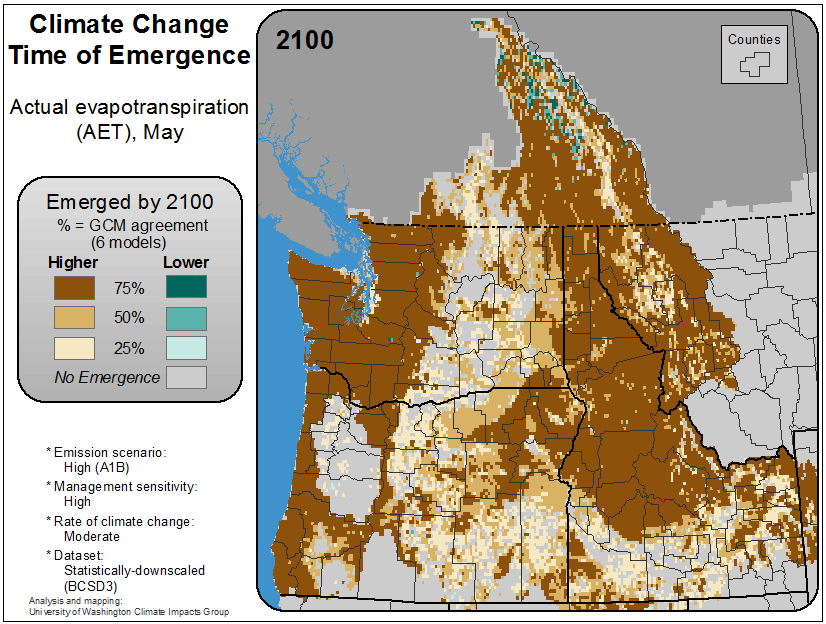 Climate Change
Time of Emergence
Actual evapotranspiration
(AET), May
Emerged by 2100
% = GCM agreement
(6 models)
Higher Lower
75%
50%
25%
No Emergence
* Emission scenario:
High (A1B)
* Management sensitivity:
High
* Rate of climate change:
Moderate
* Dataset:
Statistically-downscaled
(BCSD3)
Analysis and mapping:
University of Washington Climate Impacts Group
2100
Counties